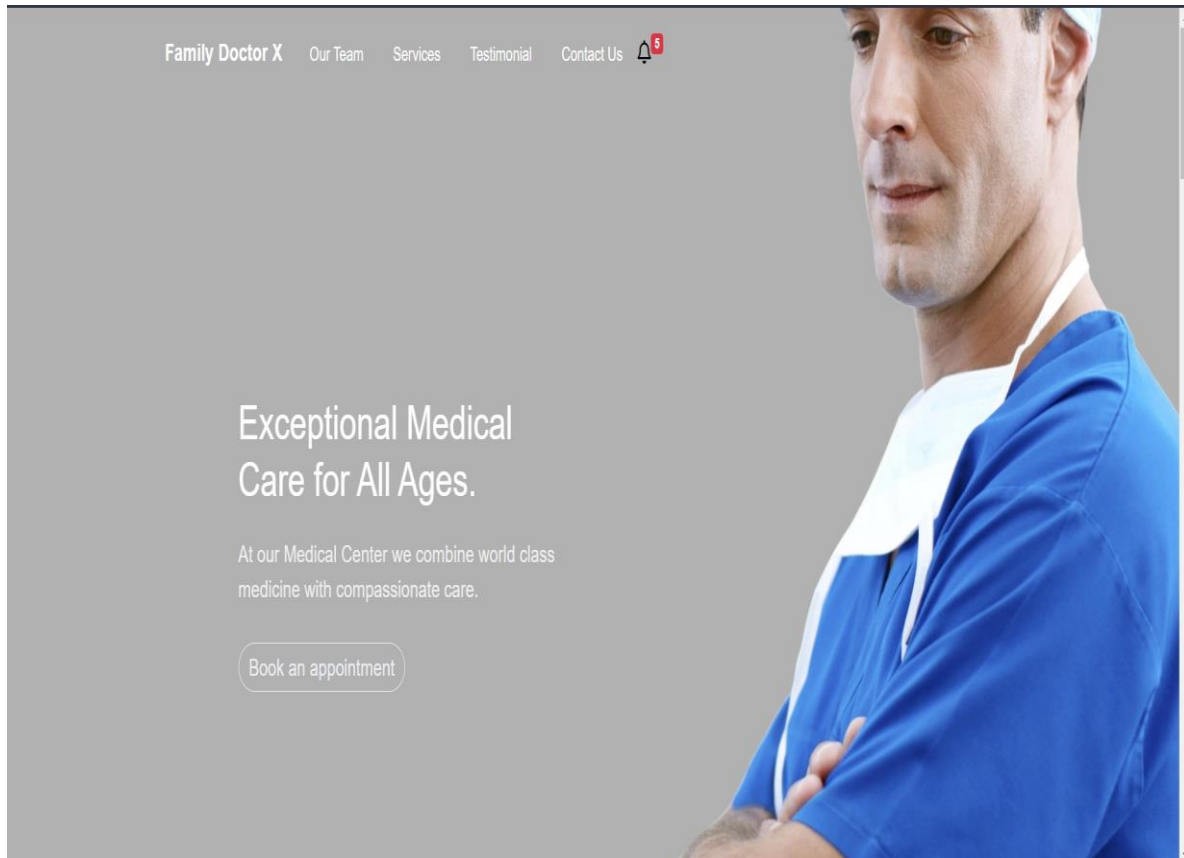 Family Doctor X Our Team Services Testimonial Contact Us 5
Exceptional Medical
Care for All Ages.
At our Medical Center we combine world class
medicine with compassionate care.
Book an appointment